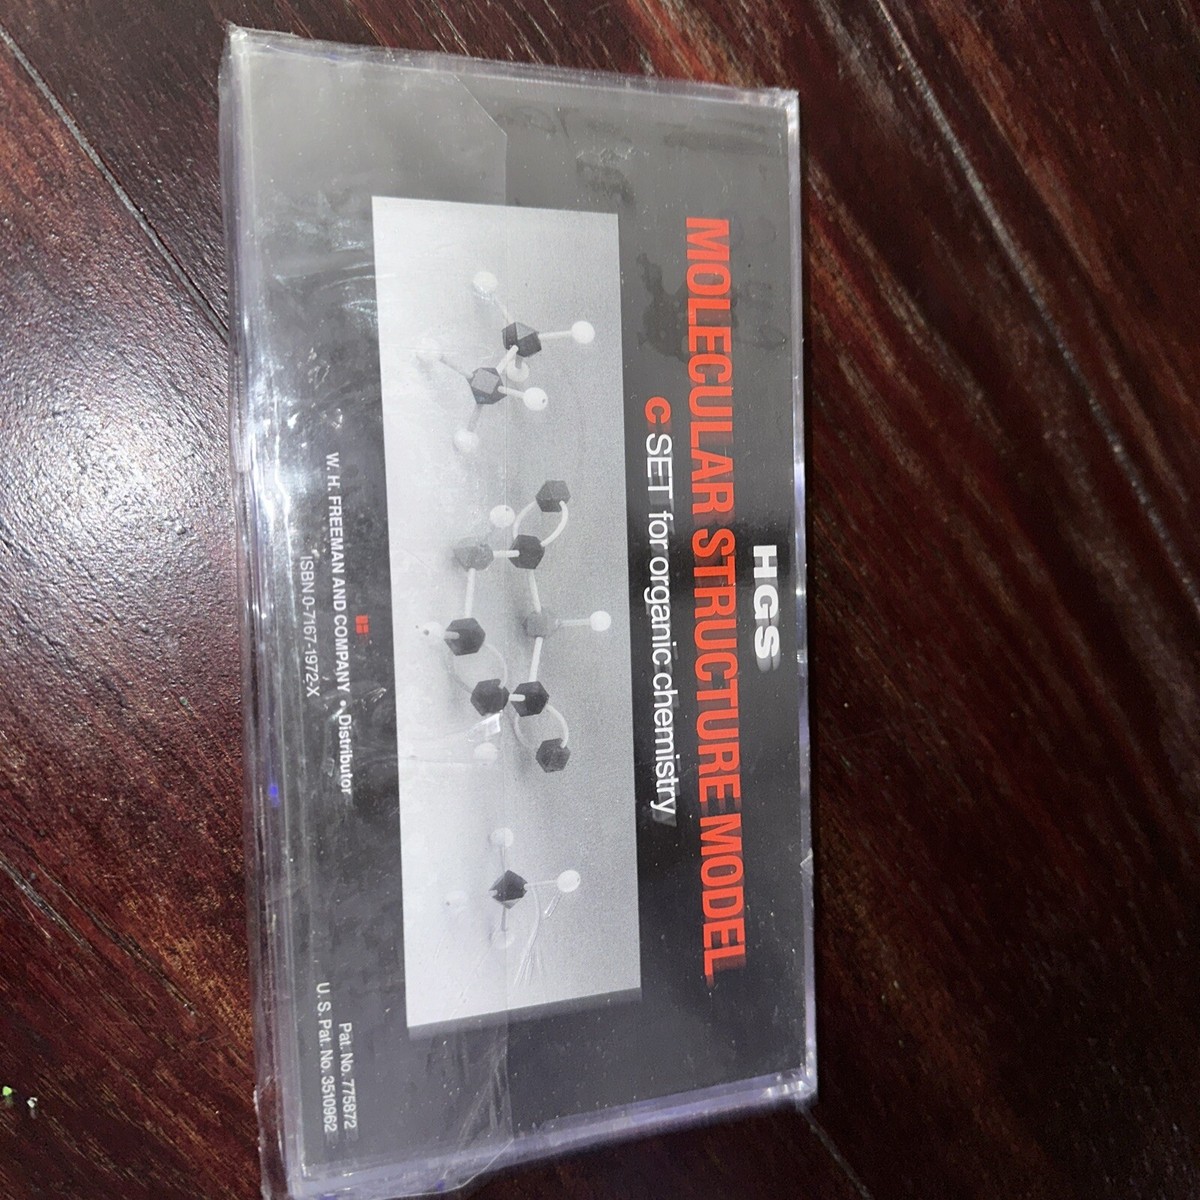 HGS
MOLECULAR STRUCTURE MODEL
C SET for organic chemistry
W. H. FREEMAN AND COMPANY • Distributor
ISBN 0-7167-1972-X
Pat. No. 775872
U. S. Pat. No. 3510962